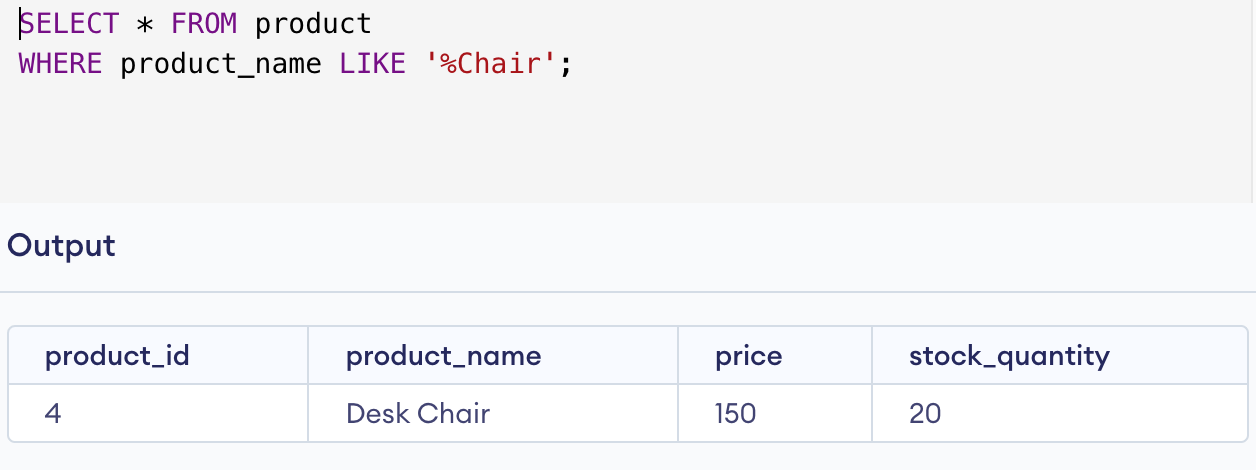 SELECT * FROM product
WHERE product_name LIKE '%Chair';
Output
product_id product_name price stock_quantity
4 Desk Chair 150 20